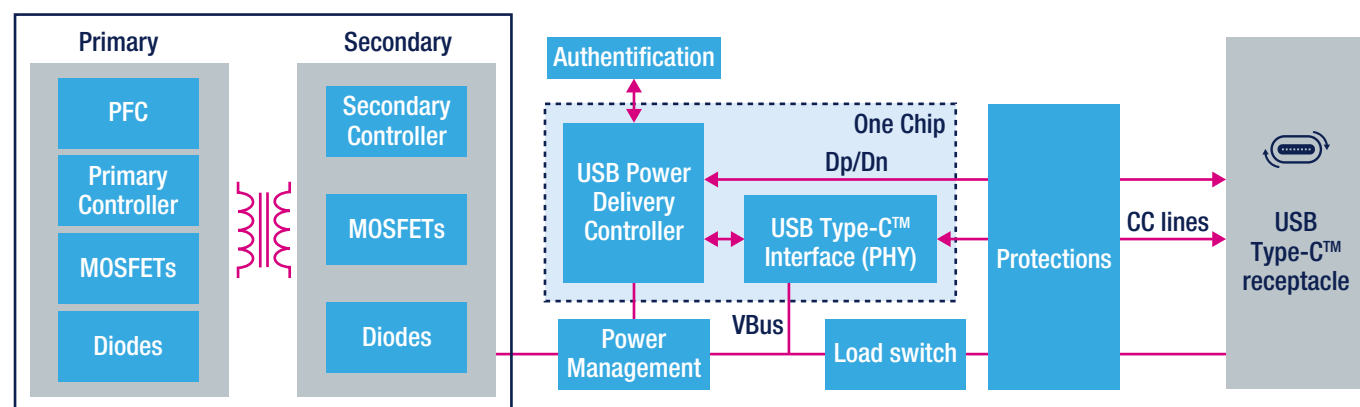 Primary
PFC
Primary
Controller
MOSFETs
Diodes
Secondary
Secondary
Controller
MOSFETs
Diodes
Authentification
One Chip
USB Power
Delivery
Controller
Dp/Dn
USB Type-C™
Interface (PHY)
Power
Management
VBus
Load switch
Protections
CC lines
USB
Type-C™
receptacle